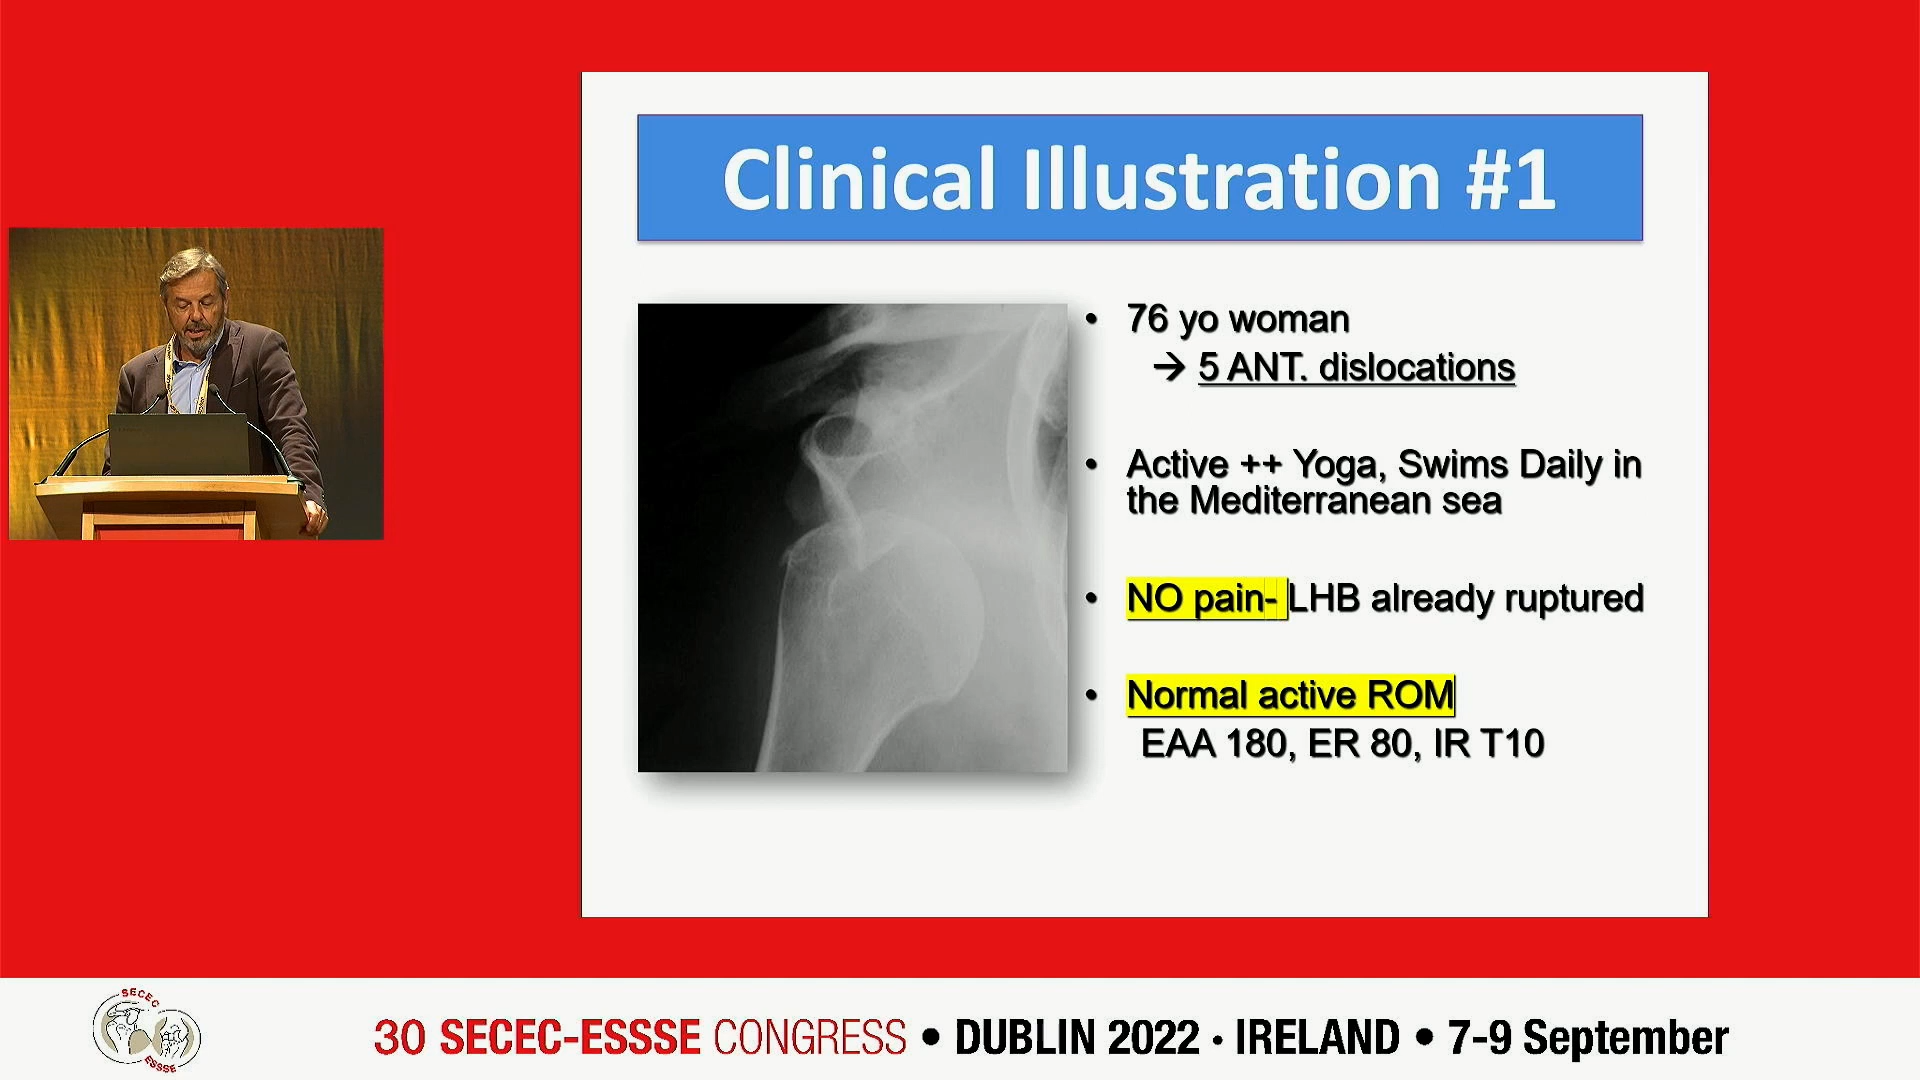 Clinical Illustration #1
• 76 yo woman
→ 5 ANT. dislocations
• Active ++ Yoga, Swims Daily in
the Mediterranean sea
• NO pain- LHB already ruptured
• Normal active ROM
EAA 180, ER 80, IR T10
SECEC
ESSSE
30 SECEC-ESSSE CONGRESS • DUBLIN 2022 • IRELAND • 7-9 September